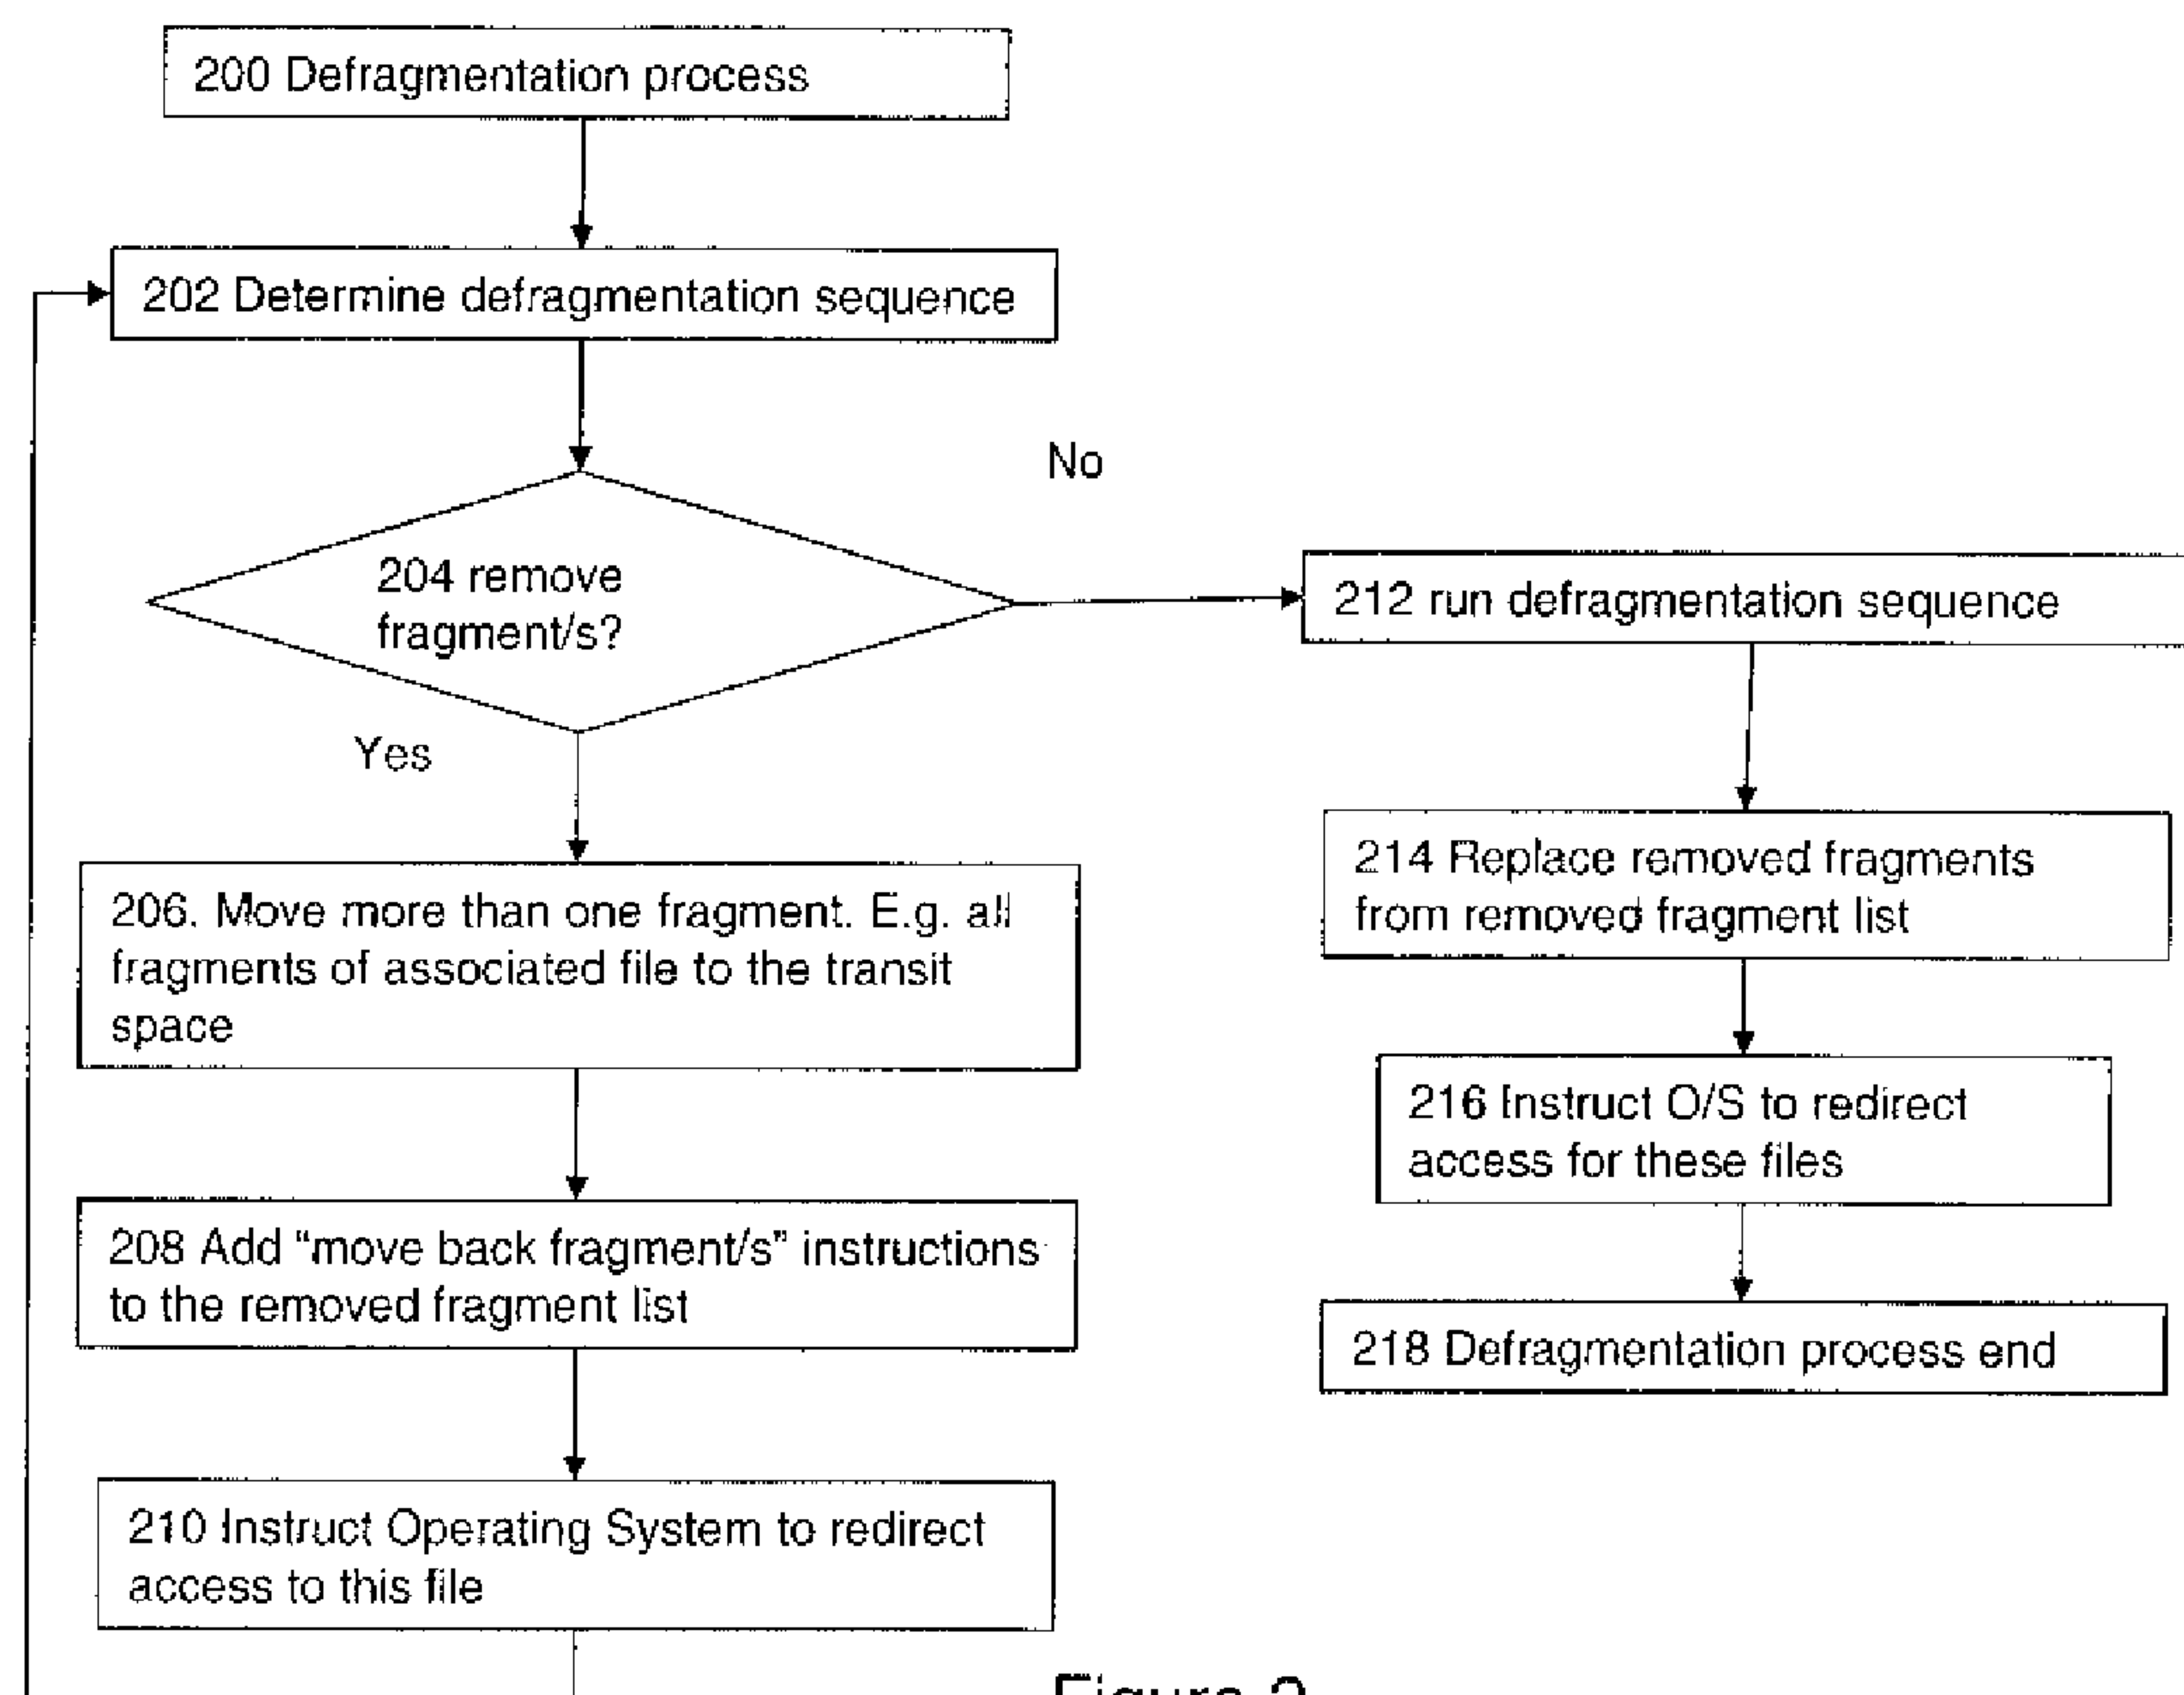 200 Defragmentation process
202 Determine defragmentation sequence
No
204 remove
fragment/s?
212 run defragmentation sequence
Yes
206. Move more than one fragment. E.g. all
fragments of associated file to the transit
space
214 Replace removed fragments
from removed fragment list
216 Instruct O/S to redirect
access for these files
208 Add “move back fragment/s” instructions
to the removed fragment list
218 Defragmentation process end
210 Instruct Operating System to redirect
access to this file
Figure